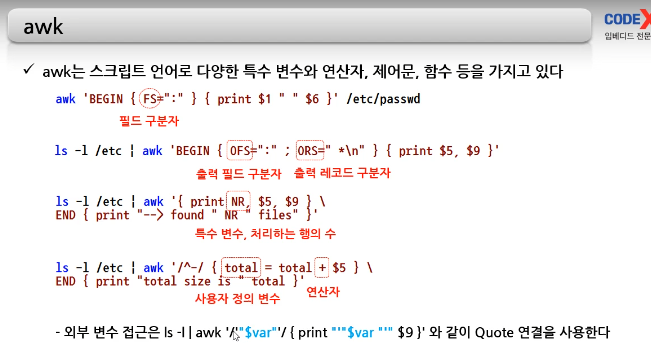 awk
CODEX
임베디드 전문
✓ awk는 스크립트 언어로 다양한 특수 변수와 연산자, 제어문, 함수 등을 가지고 있다
awk 'BEGIN { FS=":" } { print $1 " " $6 }' /etc/passwd
필드 구분자
ls -l /etc | awk 'BEGIN { OFS=":" ; ORS=" *\n" } { print $5, $9 }'
출력 필드 구분자 출력 레코드 구분자
ls -l /etc | awk '{ print NR, $5, $9 } \
END { print "--> found " NR " files" }'
특수 변수, 처리하는 행의 수
ls -l /etc | awk '/^-/ { total = total + $5 } \
END { print "total size is " total }'
사용자 정의 변수 연산자
- 외부 변수 접근은 ls -l | awk '/'"$var"'/ { print "'"$var "'" $9 }' 와 같이 Quote 연결을 사용한다